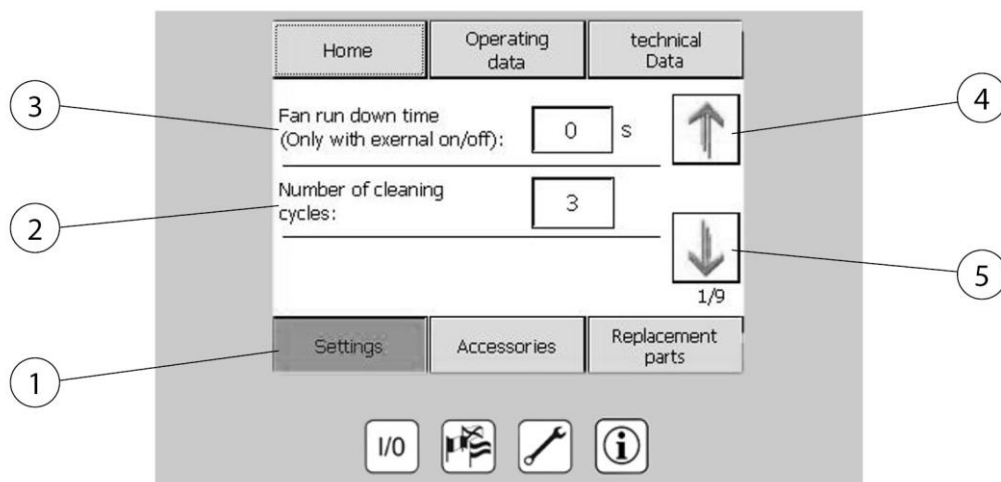 Home
Operating
data
technical
Data
3
Fan run down time
(Only with exernal on/off):
0
s
4
2
Number of cleaning
cycles:
3
5
1/9
1
Settings
Accessories
Replacement
parts
I/0
i